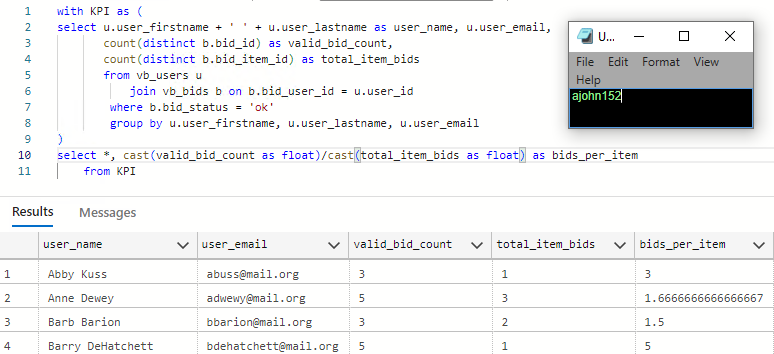 1 with KPI as (
2 select u.user_firstname + ' ' + u.user_lastname as user_name, u.user_email,
3 count(distinct b.bid_id) as valid_bid_count,
4 count(distinct b.bid_item_id) as total_item_bids
5 from vb_users u
6 join vb_bids b on b.bid_user_id = u.user_id
7 where b.bid_status = 'ok'
8 group by u.user_firstname, u.user_lastname, u.user_email
9 )
10 select *, cast(valid_bid_count as float)/cast(total_item_bids as float) as bids_per_item
11 from KPI
U...
File Edit Format View
Help
ajohn152
Results Messages
user_name user_email valid_bid_count total_item_bids bids_per_item
1 Abby Kuss abuss@mail.org 3 1 3
2 Anne Dewey adwewy@mail.org 5 3 1.6666666666666667
3 Barb Barion bbarion@mail.org 3 2 1.5
4 Barry DeHatchett bdehatchett@mail.org 5 1 5